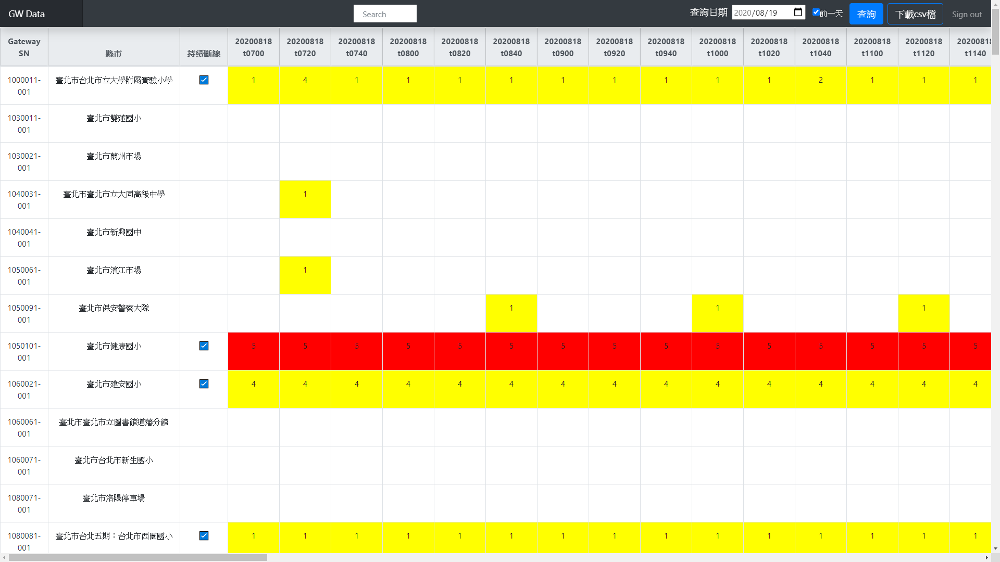 GW Data Search 查詢日期 2020/08/19 前一天 查詢 下載csv檔 Sign out
Gateway SN 縣市 持續斷線 20200818 t0700 20200818 t0720 20200818 t0740 20200818 t0800 20200818 t0820 20200818 t0840 20200818 t0900 20200818 t0920 20200818 t0940 20200818 t1000 20200818 t1020 20200818 t1040 20200818 t1100 20200818 t1120 2020081 t1140
1000011-001 臺北市台北市立大學附屬實驗小學 1 4 1 1 1 1 1 1 1 1 1 2 1 1 1
1030011-001 臺北市雙蓮國小
1030021-001 臺北市蘭州市場
1040031-001 臺北市臺北市立大同高級中學 1
1040041-001 臺北市新興國中
1050061-001 臺北市濱江市場 1
1050091-001 臺北市保安警察大隊 1 1 1
1050101-001 臺北市健康國小 5 5 5 5 5 5 5 5 5 5 5 5 5 5 5
1060021-001 臺北市建安國小 4 4 4 4 4 4 4 4 4 4 4 4 4 4 4
1060061-001 臺北市臺北市立圖書館道藩分館
1060071-001 臺北市台北市新生國小
1080071-001 臺北市洛陽停車場
1080081-001 臺北市台北五期：台北市西園國小 1 1 1 1 1 1 1 1 1 1 1 1 1 1 1